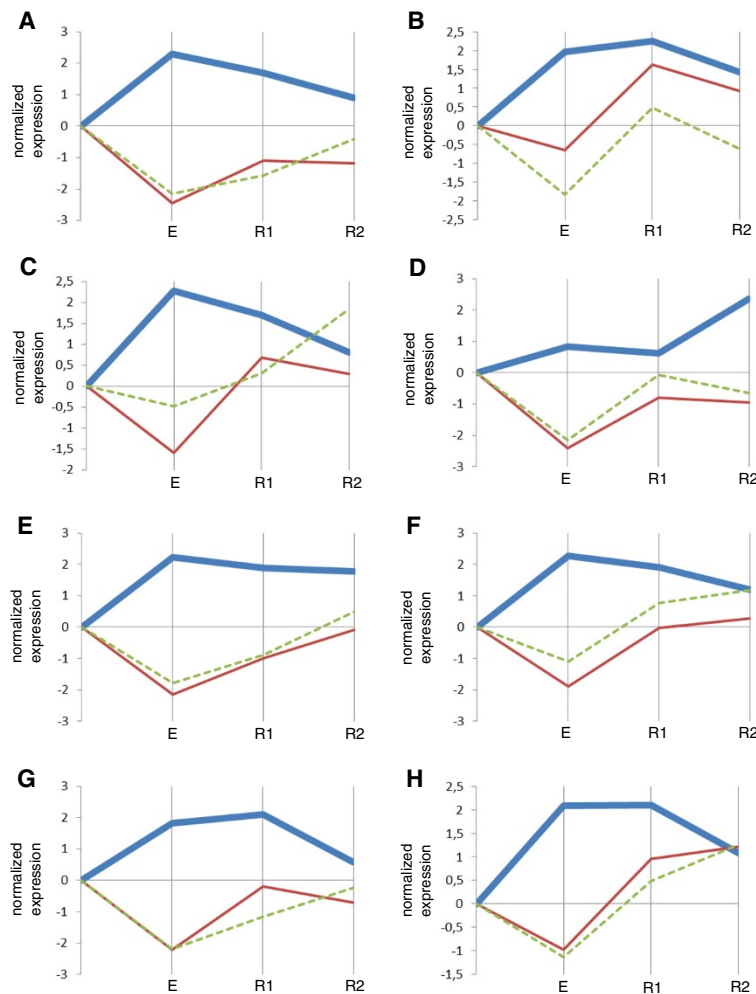 A
normalized
expression
3
2
1
0
-1
-2
-3
E R1 R2
B
normalized
expression
2,5
2
1,5
1
0,5
0
-0,5
-1
-1,5
-2
-2,5
E R1 R2
C
normalized
expression
2,5
2
1,5
1
0,5
0
-0,5
-1
-1,5
-2
E R1 R2
D
normalized
expression
3
2
1
0
-1
-2
-3
E R1 R2
E
normalized
expression
3
2
1
0
-1
-2
-3
E R1 R2
F
normalized
expression
3
2
1
0
-1
-2
-3
E R1 R2
G
normalized
expression
3
2
1
0
-1
-2
-3
E R1 R2
H
normalized
expression
2,5
2
1,5
1
0,5
0
-0,5
-1
-1,5
E R1 R2